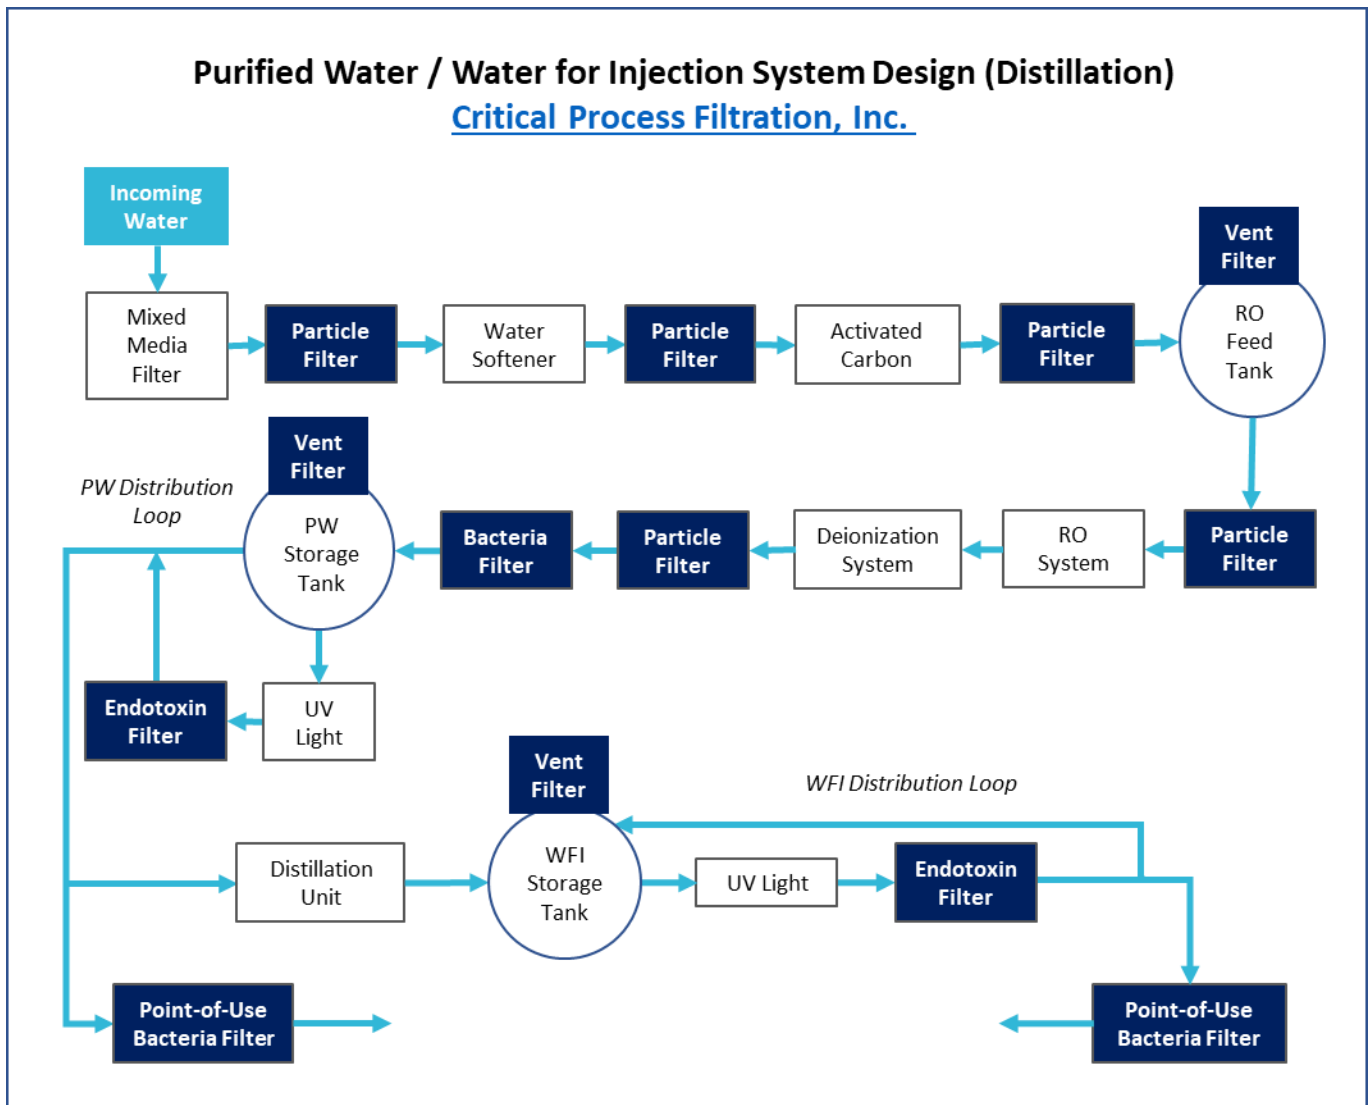 Purified Water / Water for Injection System Design (Distillation)
Critical Process Filtration, Inc.
Incoming
Water
Vent
Filter
Mixed
Media
Filter
Particle
Filter
Water
Softener
Particle
Filter
Activated
Carbon
Particle
Filter
RO
Feed
Tank
Vent
Filter
PW Distribution
Loop
PW
Storage
Tank
Bacteria
Filter
Particle
Filter
Deionization
System
RO
System
Particle
Filter
Endotoxin
Filter
UV
Light
Vent
Filter
WFI Distribution Loop
Distillation
Unit
WFI
Storage
Tank
UV Light
Endotoxin
Filter
Point-of-Use
Bacteria Filter
Point-of-Use
Bacteria Filter